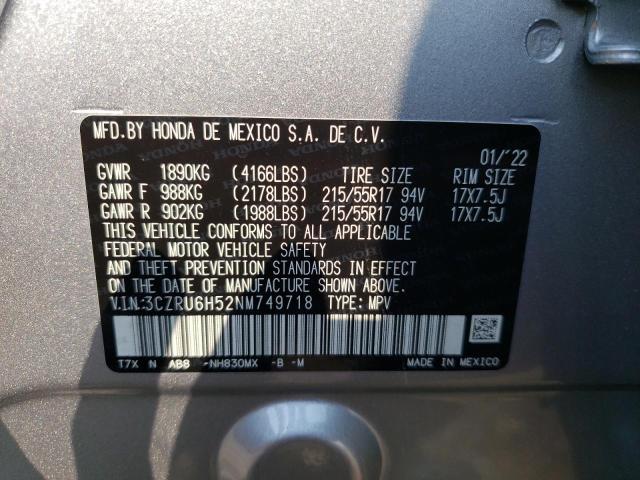 MFD.BY HONDA DE MEXICO S.A. DE C.V.
01/'22
GVWR 1890KG (4166LBS) TIRE SIZE RIM SIZE
GAWR F 988KG (2178LBS) 215/55R17 94V 17X7.5J
GAWR R 902KG (1988LBS) 215/55R17 94V 17X7.5J
THIS VEHICLE CONFORMS TO ALL APPLICABLE
FEDERAL MOTOR VEHICLE SAFETY
AND THEFT PREVENTION STANDARDS IN EFFECT
ON THE DATE OF MANUFACTURE SHOWN ABOVE.
V.I.N.:3CZRU6H52NM749718 TYPE: MPV
T7X N AB8 -NH830MX -B -M MADE IN MEXICO